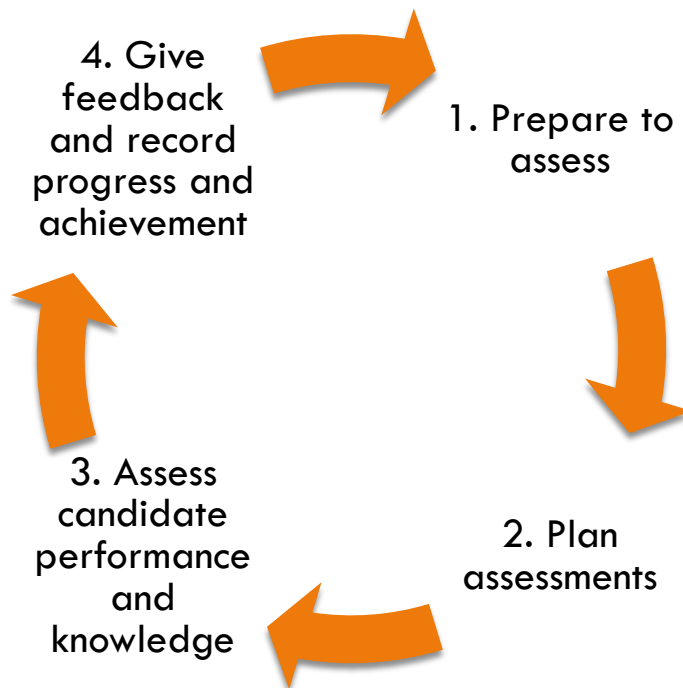 1. Prepare to
assess
2. Plan
assessments
3. Assess
candidate
performance
and
knowledge
4. Give
feedback
and record
progress and
achievement